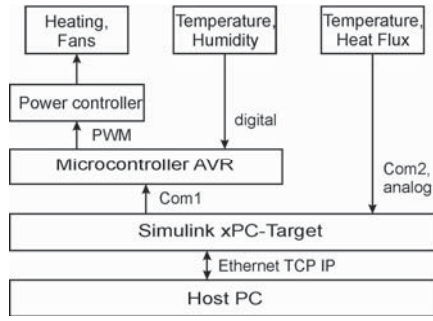 Heating,
Fans
Temperature,
Humidity
Temperature,
Heat Flux
Power controller
PWM
digital
Microcontroller AVR
Com1
Com2,
analog
Simulink xPC-Target
Ethernet TCP IP
Host PC